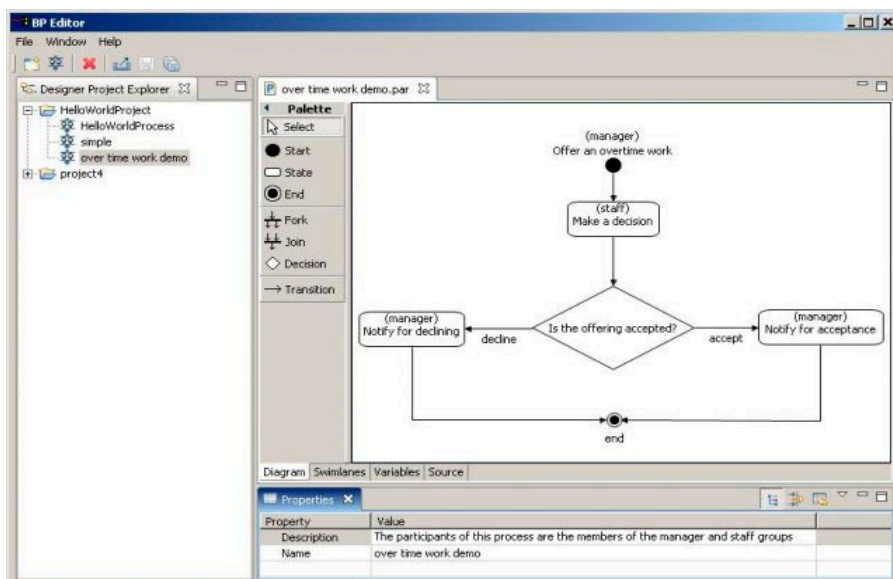 BP Editor
File Window Help
Designer Project Explorer
HelloWorldProject
HelloWorldProcess
simple
over time work demo
project4
over time work demo.par
Palette
Select
Start
State
End
Fork
Join
Decision
Transition
(manager)
Offer an overtime work
(staff)
Make a decision
Is the offering accepted?
(manager)
Notify for declining
decline
accept
(manager)
Notify for acceptance
end
Diagram Swimlanes Variables Source
Properties
Property Value
Description The participants of this process are the members of the manager and staff groups
Name over time work demo